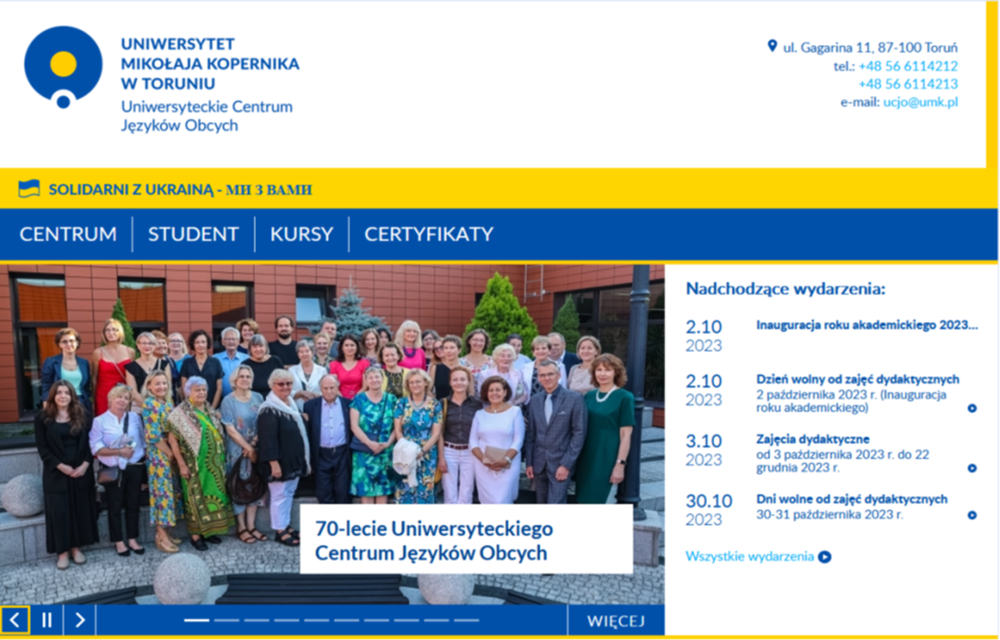 UNIWERSYTET
MIKOŁAJA KOPERNIKA
W TORUNIU
Uniwersyteckie Centrum
Języków Obcych
ul. Gagarina 11, 87-100 Toruń
tel.: +48 56 6114212
+48 56 6114213
e-mail: ucjo@umk.pl
SOLIDARNI Z UKRAINĄ - МИ З ВАМИ
CENTRUM
STUDENT
KURSY
CERTYFIKATY
70-lecie Uniwersyteckiego
Centrum Języków Obcych
WIĘCEJ
Nadchodzące wydarzenia:
2.10
2023
Inauguracja roku akademickiego 2023...
2.10
2023
Dzień wolny od zajęć dydaktycznych
2 października 2023 r. (Inauguracja
roku akademickiego)
3.10
2023
Zajęcia dydaktyczne
od 3 października 2023 r. do 22
grudnia 2023 r.
30.10
2023
Dni wolne od zajęć dydaktycznych
30-31 października 2023 r.
Wszystkie wydarzenia